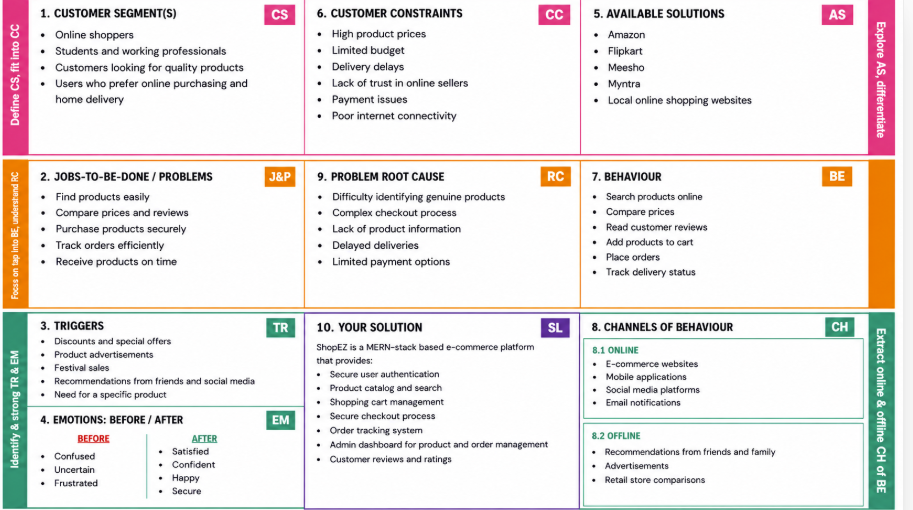 Define CS, fit into CC
1. CUSTOMER SEGMENT(S)
CS
• Online shoppers
• Students and working professionals
• Customers looking for quality products
• Users who prefer online purchasing and
home delivery
6. CUSTOMER CONSTRAINTS
CC
• High product prices
• Limited budget
• Delivery delays
• Lack of trust in online sellers
• Payment issues
• Poor internet connectivity
5. AVAILABLE SOLUTIONS
AS
• Amazon
• Flipkart
• Meesho
• Myntra
• Local online shopping websites
Explore AS, differentiate
Focus on tap into BE, understand RC
2. JOBS-TO-BE-DONE / PROBLEMS
J&P
• Find products easily
• Compare prices and reviews
• Purchase products securely
• Track orders efficiently
• Receive products on time
9. PROBLEM ROOT CAUSE
RC
• Difficulty identifying genuine products
• Complex checkout process
• Lack of product information
• Delayed deliveries
• Limited payment options
7. BEHAVIOUR
BE
• Search products online
• Compare prices
• Read customer reviews
• Add products to cart
• Place orders
• Track delivery status
Identify & strong TR & EM
3. TRIGGERS
TR
• Discounts and special offers
• Product advertisements
• Festival sales
• Recommendations from friends and social media
• Need for a specific product
4. EMOTIONS: BEFORE / AFTER
EM
BEFORE
• Confused
• Uncertain
• Frustrated
AFTER
• Satisfied
• Confident
• Happy
• Secure
10. YOUR SOLUTION
SL
ShopEZ is a MERN-stack based e-commerce platform
that provides:
• Secure user authentication
• Product catalog and search
• Shopping cart management
• Secure checkout process
• Order tracking system
• Admin dashboard for product and order management
• Customer reviews and ratings
8. CHANNELS OF BEHAVIOUR
CH
8.1 ONLINE
• E-commerce websites
• Mobile applications
• Social media platforms
• Email notifications
8.2 OFFLINE
• Recommendations from friends and family
• Advertisements
• Retail store comparisons
Extract online & offline CH of BE